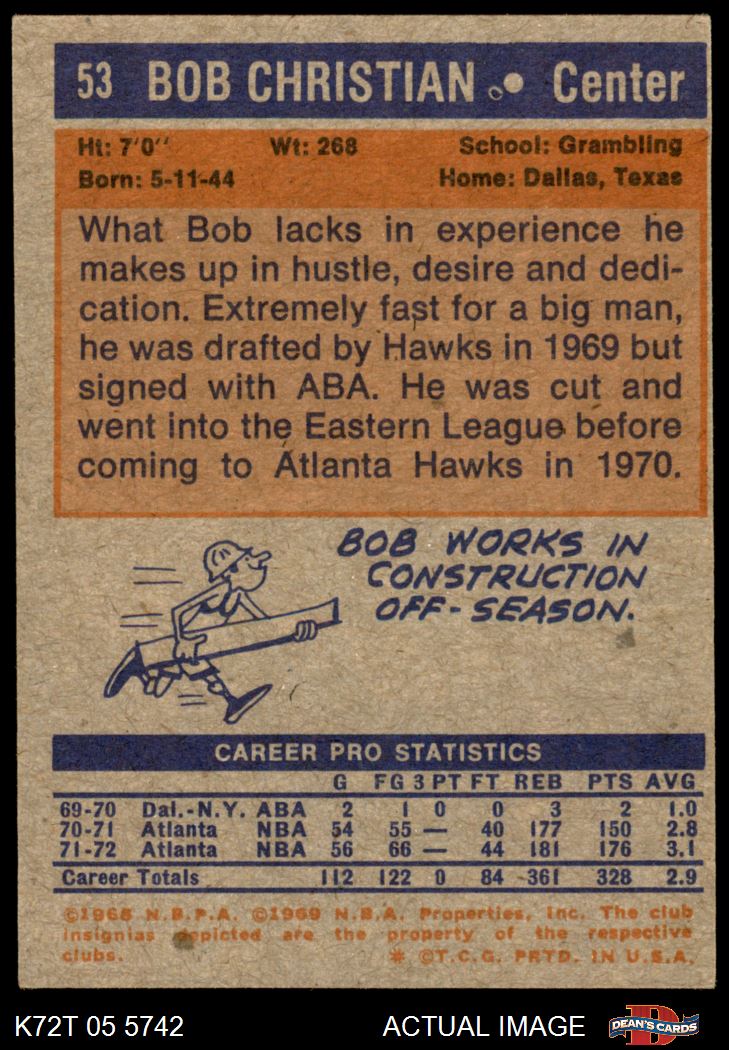 53 BOB CHRISTIAN Center
Ht: 7'0'' Wt: 268 School: Grambling
Born: 5-11-44 Home: Dallas, Texas
What Bob lacks in experience he
makes up in hustle, desire and dedi-
cation. Extremely fast for a big man,
he was drafted by Hawks in 1969 but
signed with ABA. He was cut and
went into the Eastern League before
coming to Atlanta Hawks in 1970.
BOB WORKS IN
CONSTRUCTION
OFF-SEASON.
CAREER PRO STATISTICS
G FG 3 PT FT REB PTS AVG
69-70 Dal.-N.Y. ABA 2 1 0 0 3 2 1.0
70-71 Atlanta NBA 54 55 — 40 177 150 2.8
71-72 Atlanta NBA 56 66 — 44 181 176 3.1
Career Totals 112 122 0 84 361 328 2.9
©1968 N.B.P.A. ©1969 N.B.A. Properties, Inc. The club
insignias depicted are the property of the respective
clubs. * ©T.C.G. PRTD. IN U.S.A.
K72T 05 5742 ACTUAL IMAGE DEAN'S CARDS